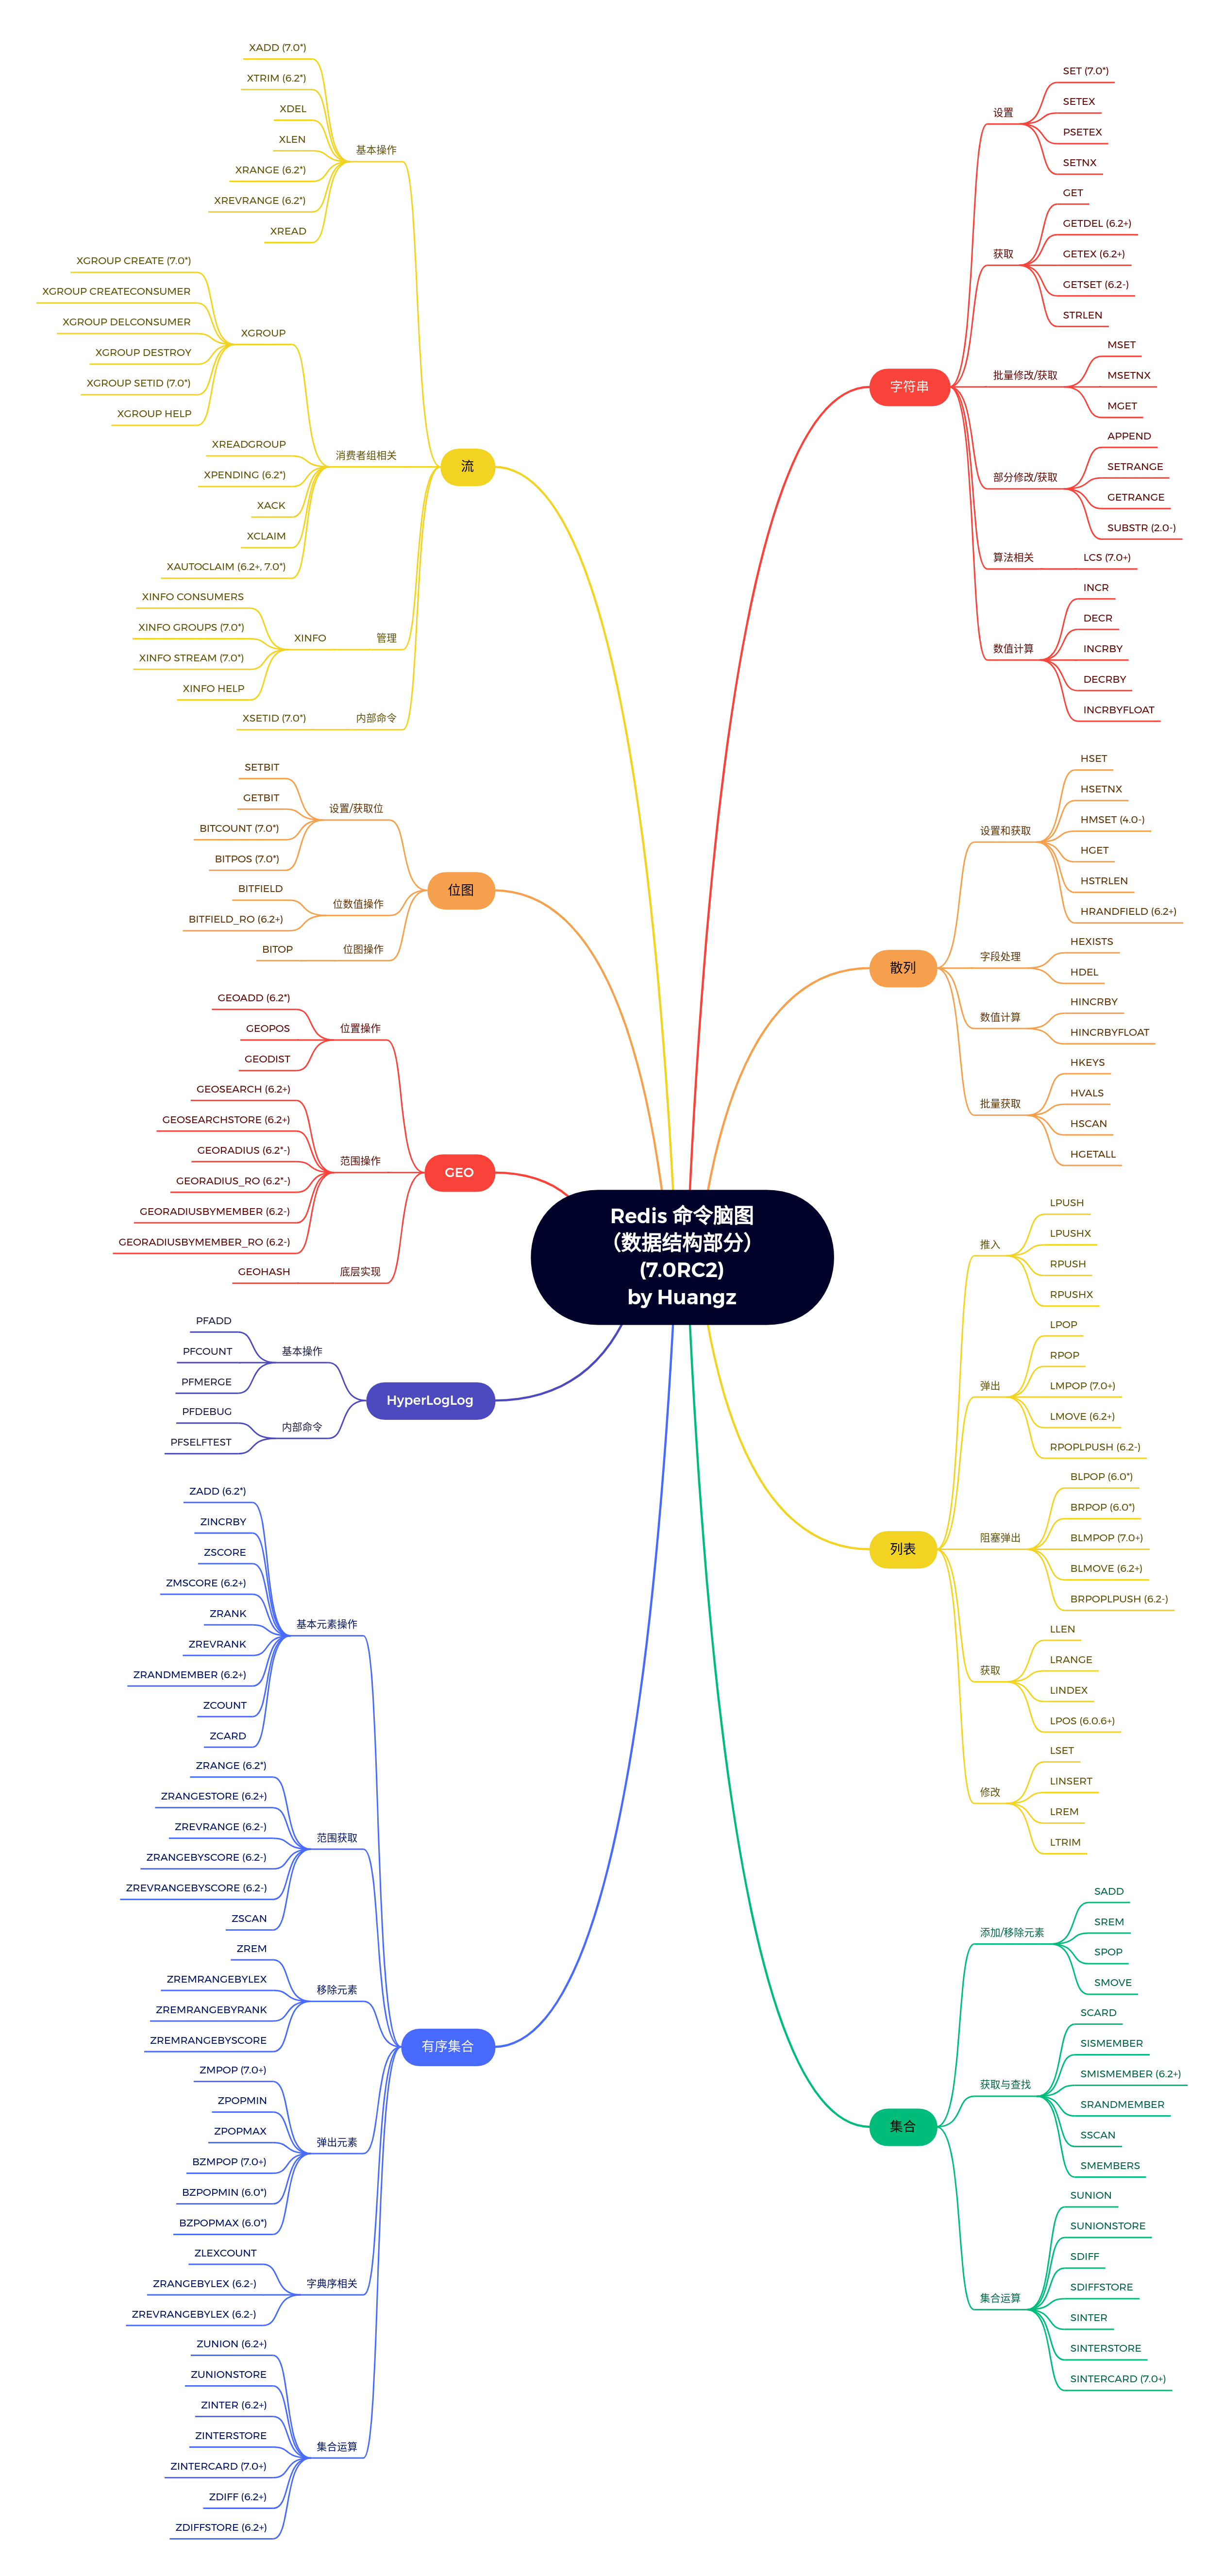 Redis 命令脑图
（数据结构部分）
(7.0RC2)
by Huangz
字符串
设置
SET (7.0*)
SETEX
PSETEX
SETNX
获取
GET
GETDEL (6.2+)
GETEX (6.2+)
GETSET (6.2-)
STRLEN
批量修改/获取
MSET
MSETNX
MGET
部分修改/获取
APPEND
SETRANGE
GETRANGE
SUBSTR (2.0-)
算法相关
LCS (7.0+)
数值计算
INCR
DECR
INCRBY
DECRBY
INCRBYFLOAT
散列
设置和获取
HSET
HSETNX
HMSET (4.0-)
HGET
HSTRLEN
HRANDFIELD (6.2+)
字段处理
HEXISTS
HDEL
数值计算
HINCRBY
HINCRBYFLOAT
批量获取
HKEYS
HVALS
HSCAN
HGETALL
列表
推入
LPUSH
LPUSHX
RPUSH
RPUSHX
弹出
LPOP
RPOP
LMPOP (7.0+)
LMOVE (6.2+)
RPOPLPUSH (6.2-)
阻塞弹出
BLPOP (6.0*)
BRPOP (6.0*)
BLMPOP (7.0+)
BLMOVE (6.2+)
BRPOPLPUSH (6.2-)
获取
LLEN
LRANGE
LINDEX
LPOS (6.0.6+)
修改
LSET
LINSERT
LREM
LTRIM
集合
添加/移除元素
SADD
SREM
SPOP
SMOVE
获取与查找
SCARD
SISMEMBER
SMISMEMBER (6.2+)
SRANDMEMBER
SSCAN
SMEMBERS
集合运算
SUNION
SUNIONSTORE
SDIFF
SDIFFSTORE
SINTER
SINTERSTORE
SINTERCARD (7.0+)
流
基本操作
XADD (7.0*)
XTRIM (6.2*)
XDEL
XLEN
XRANGE (6.2*)
XREVRANGE (6.2*)
XREAD
消费者组相关
XGROUP
XGROUP CREATE (7.0*)
XGROUP CREATECONSUMER
XGROUP DELCONSUMER
XGROUP DESTROY
XGROUP SETID (7.0*)
XGROUP HELP
XREADGROUP
XPENDING (6.2*)
XACK
XCLAIM
XAUTOCLAIM (6.2+, 7.0*)
管理
XINFO
XINFO CONSUMERS
XINFO GROUPS (7.0*)
XINFO STREAM (7.0*)
XINFO HELP
内部命令
XSETID (7.0*)
位图
设置/获取位
SETBIT
GETBIT
BITCOUNT (7.0*)
BITPOS (7.0*)
位数值操作
BITFIELD
BITFIELD_RO (6.2+)
位图操作
BITOP
GEO
位置操作
GEOADD (6.2*)
GEOPOS
GEODIST
范围操作
GEOSEARCH (6.2+)
GEOSEARCHSTORE (6.2+)
GEORADIUS (6.2*-)
GEORADIUS_RO (6.2*-)
GEORADIUSBYMEMBER (6.2-)
GEORADIUSBYMEMBER_RO (6.2-)
底层实现
GEOHASH
HyperLogLog
基本操作
PFADD
PFCOUNT
PFMERGE
内部命令
PFDEBUG
PFSELFTEST
有序集合
基本元素操作
ZADD (6.2*)
ZINCRBY
ZSCORE
ZMSCORE (6.2+)
ZRANK
ZREVRANK
ZRANDMEMBER (6.2+)
ZCOUNT
ZCARD
范围获取
ZRANGE (6.2*)
ZRANGESTORE (6.2+)
ZREVRANGE (6.2-)
ZRANGEBYSCORE (6.2-)
ZREVRANGEBYSCORE (6.2-)
ZSCAN
移除元素
ZREM
ZREMRANGEBYLEX
ZREMRANGEBYRANK
ZREMRANGEBYSCORE
弹出元素
ZMPOP (7.0+)
ZPOPMIN
ZPOPMAX
BZMPOP (7.0+)
BZPOPMIN (6.0*)
BZPOPMAX (6.0*)
字典序相关
ZLEXCOUNT
ZRANGEBYLEX (6.2-)
ZREVRANGEBYLEX (6.2-)
集合运算
ZUNION (6.2+)
ZUNIONSTORE
ZINTER (6.2+)
ZINTERSTORE
ZINTERCARD (7.0+)
ZDIFF (6.2+)
ZDIFFSTORE (6.2+)